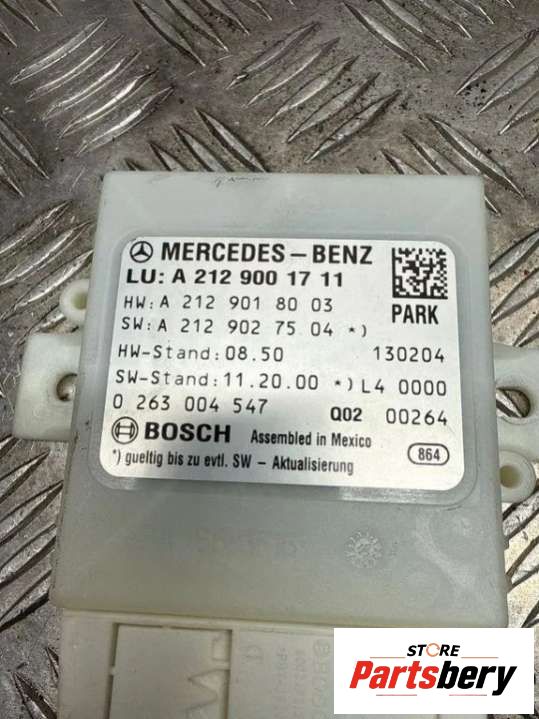 MERCEDES-BENZ
LU: A 212 900 17 11
HW: A 212 901 80 03
PARK
SW: A 212 902 75 04 *)
HW-Stand: 08.50 130204
SW-Stand: 11.20.00 *) L4 0000
0 263 004 547 Q02 00264
BOSCH Assembled in Mexico
*) gueltig bis zu evtl. SW - Aktualisierung
864
STORE
Partsbery